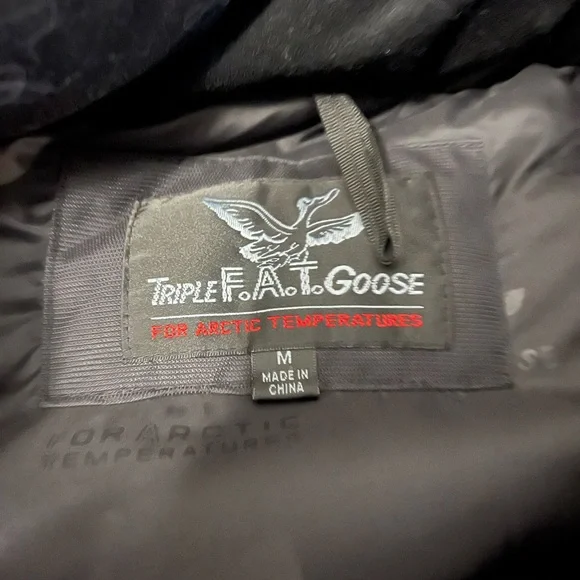 TRIPLE F.A.T. GOOSE
FOR ARCTIC TEMPERATURES
M
MADE IN
CHINA
FOR ARCTIC
TEMPERATURES